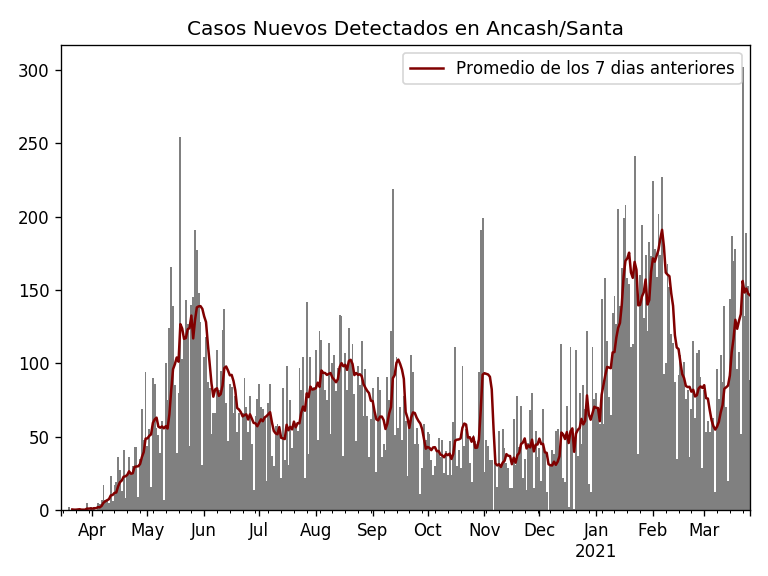 Casos Nuevos Detectados en Ancash/Santa
Promedio de los 7 dias anteriores
300
250
200
150
100
50
0
Apr May Jun Jul Aug Sep Oct Nov Dec Jan Feb Mar
2021